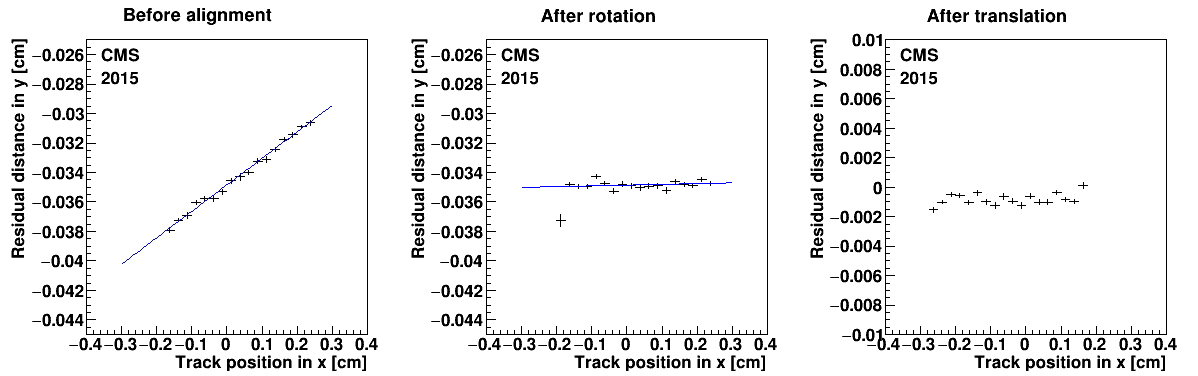 Before alignment
Residual distance in y [cm]
CMS
2015
−0.026
−0.028
−0.03
−0.032
−0.034
−0.036
−0.038
−0.04
−0.042
−0.044
−0.4 −0.3 −0.2 −0.1 0 0.1 0.2 0.3 0.4
Track position in x [cm]
After rotation
Residual distance in y [cm]
CMS
2015
−0.026
−0.028
−0.03
−0.032
−0.034
−0.036
−0.038
−0.04
−0.042
−0.044
−0.4 −0.3 −0.2 −0.1 0 0.1 0.2 0.3 0.4
Track position in x [cm]
After translation
Residual distance in y [cm]
CMS
2015
0.01
0.008
0.006
0.004
0.002
0
−0.002
−0.004
−0.006
−0.008
−0.01
−0.4 −0.3 −0.2 −0.1 0 0.1 0.2 0.3 0.4
Track position in x [cm]